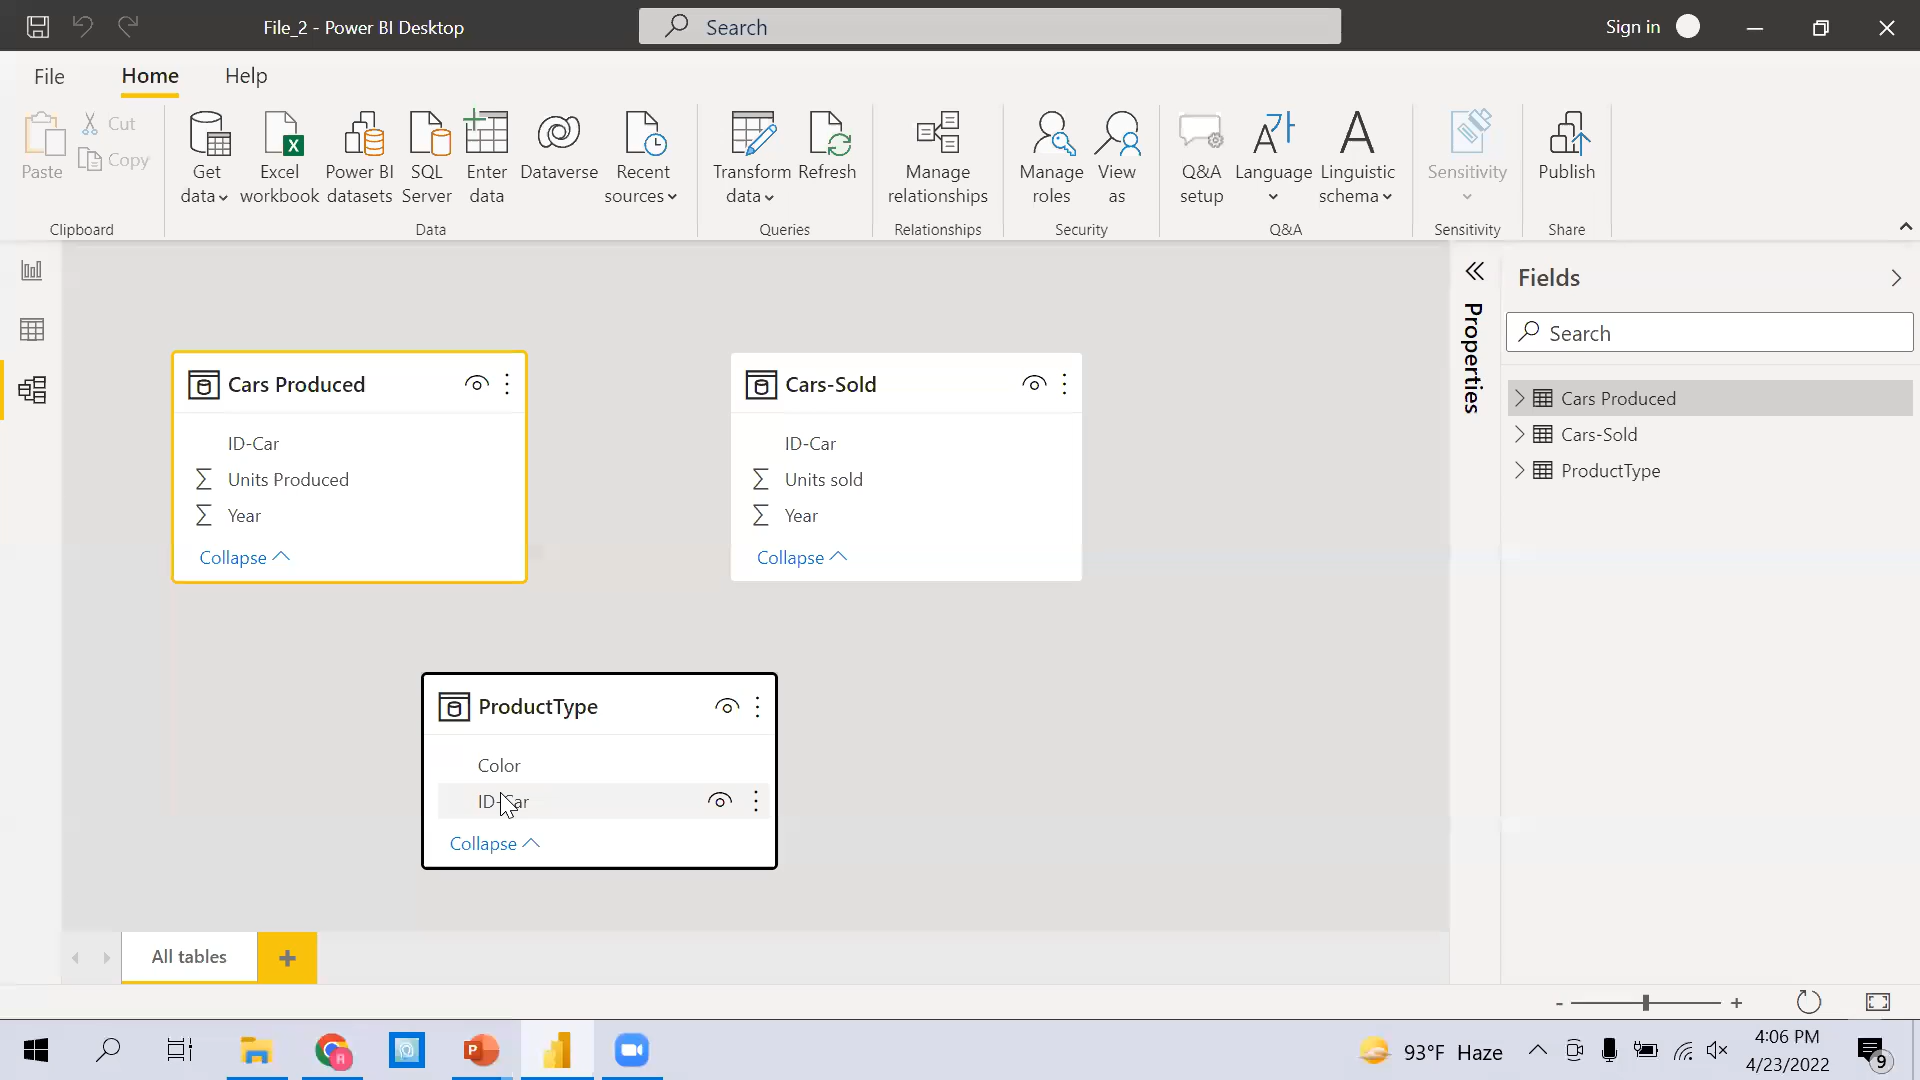 File_2 - Power BI Desktop
Search
Sign in
File
Home
Help
Paste
Cut
Copy
Clipboard
Get data
Excel workbook
Power BI datasets
SQL Server
Enter data
Dataverse
Recent sources
Data
Transform data
Refresh
Queries
Manage relationships
Relationships
Manage roles
View as
Security
Q&A setup
Language
Linguistic schema
Q&A
Sensitivity
Sensitivity
Publish
Share
Cars Produced
ID-Car
Units Produced
Year
Collapse
Cars-Sold
ID-Car
Units sold
Year
Collapse
ProductType
Color
ID-Car
Collapse
Properties
Fields
Search
Cars Produced
Cars-Sold
ProductType
All tables
93°F Haze
4:06 PM
4/23/2022
9